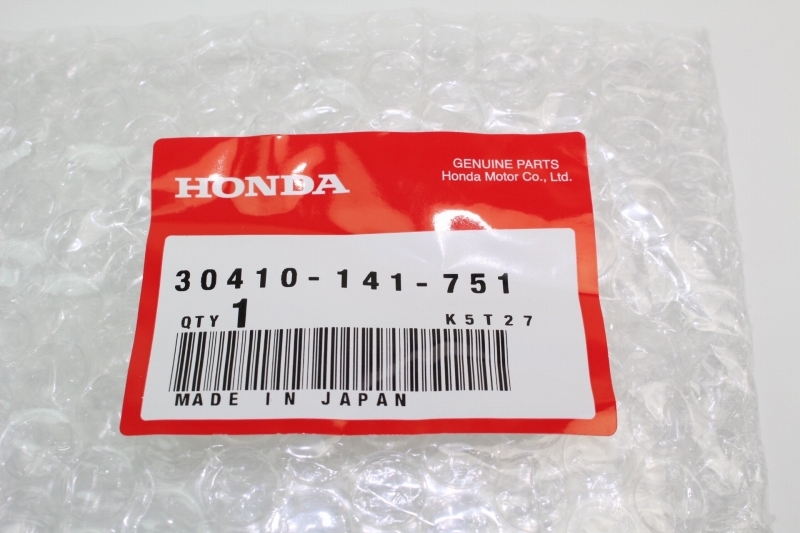 HONDA
GENUINE PARTS
Honda Motor Co., Ltd.
30410-141-751
QTY 1 K5T27
MADE IN JAPAN